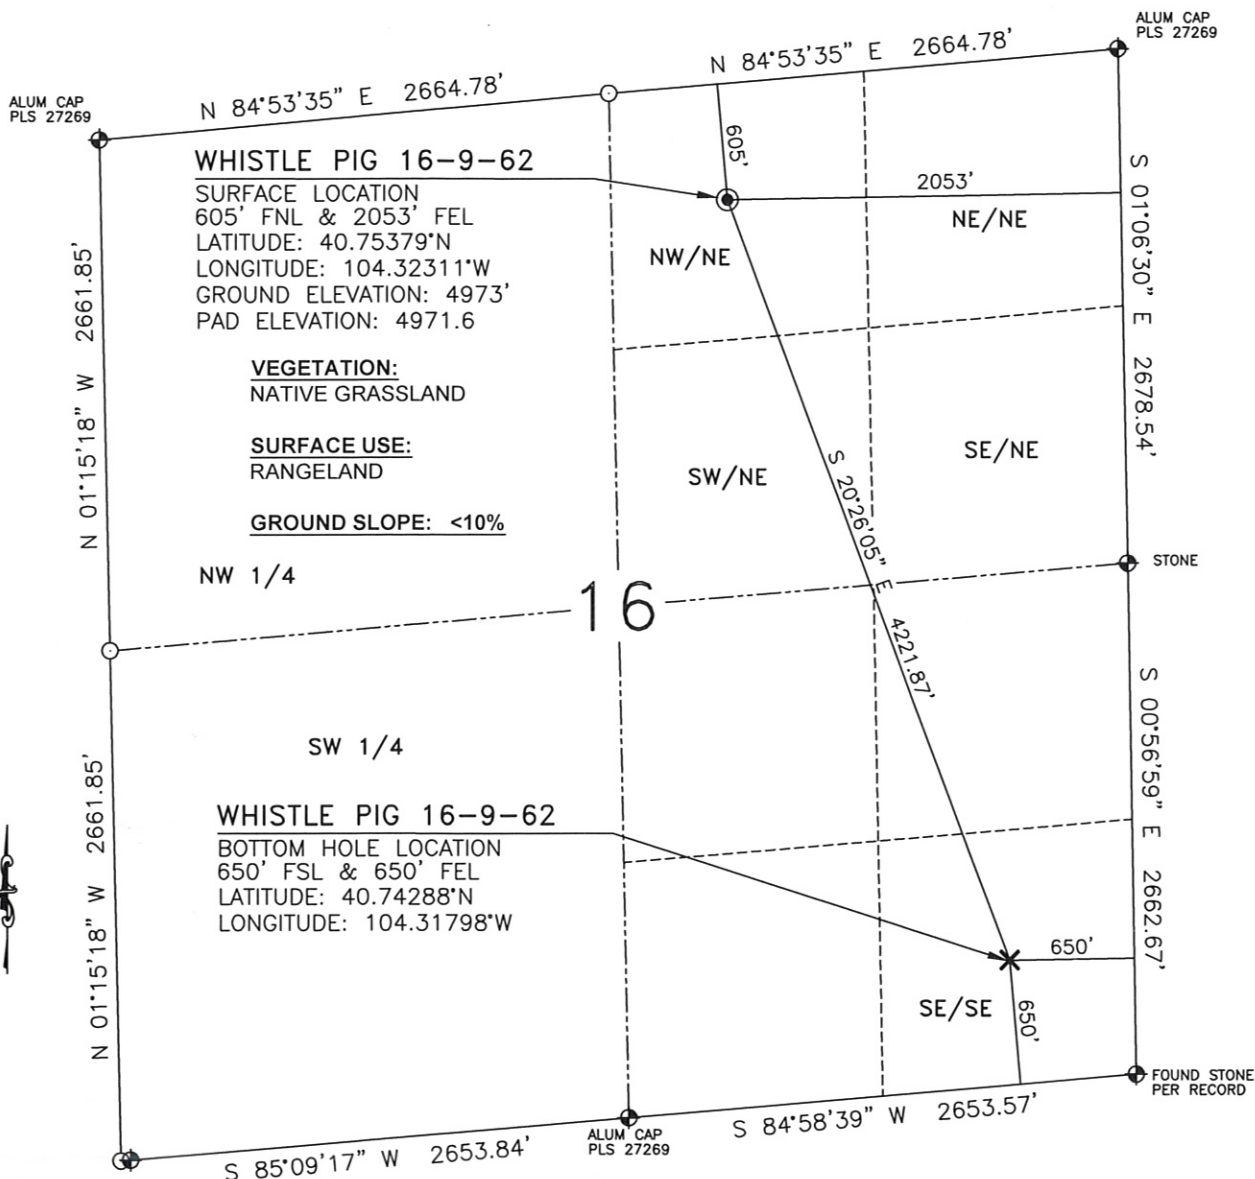 ALUM CAP
PLS 27269
N 84°53'35" E 2664.78'
N 84°53'35" E 2664.78'
ALUM CAP
PLS 27269
WHISTLE PIG 16-9-62
SURFACE LOCATION
605' FNL & 2053' FEL
LATITUDE: 40.75379°N
LONGITUDE: 104.32311°W
GROUND ELEVATION: 4973'
PAD ELEVATION: 4971.6
605'
2053'
NW/NE
NE/NE
S 01°06'30" E 2678.54'
N 01°15'18" W 2661.85'
VEGETATION:
NATIVE GRASSLAND
SURFACE USE:
RANGELAND
GROUND SLOPE: <10%
NW 1/4
SW/NE
SE/NE
S 20°26'05" E 4221.87'
16
STONE
SW 1/4
N 01°15'18" W 2661.85'
S 00°56'59" E 2662.67'
WHISTLE PIG 16-9-62
BOTTOM HOLE LOCATION
650' FSL & 650' FEL
LATITUDE: 40.74288°N
LONGITUDE: 104.31798°W
650'
SE/SE
650'
FOUND STONE
PER RECORD
S 85°09'17" W 2653.84'
ALUM CAP
PLS 27269
S 84°58'39" W 2653.57'